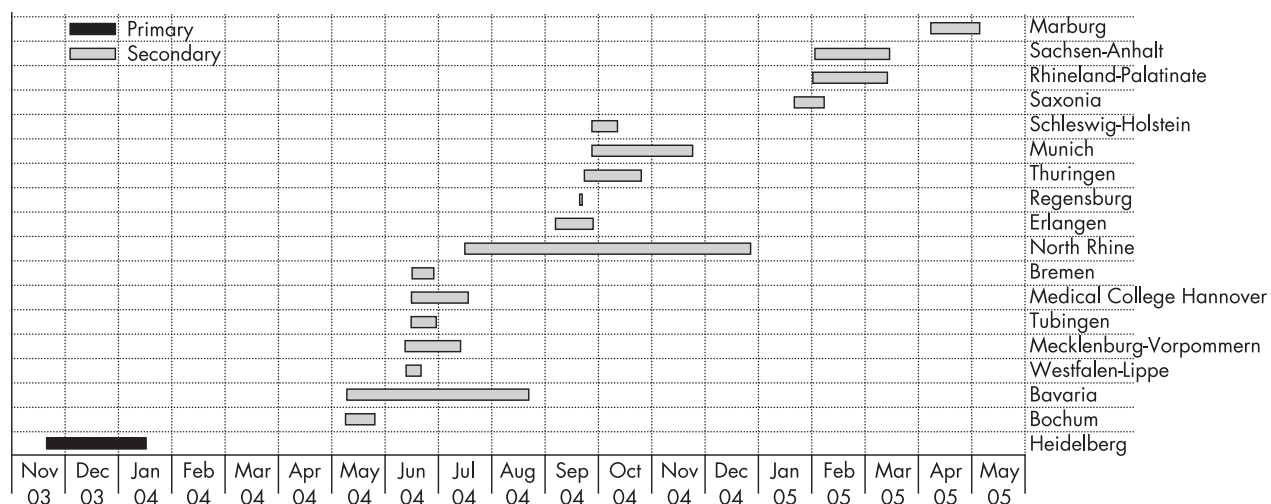 Primary
Secondary
Marburg
Sachsen-Anhalt
Rhineland-Palatinate
Saxonia
Schleswig-Holstein
Munich
Thuringen
Regensburg
Erlangen
North Rhine
Bremen
Medical College Hannover
Tubingen
Mecklenburg-Vorpommern
Westfalen-Lippe
Bavaria
Bochum
Heidelberg
Nov Dec Jan Feb Mar Apr May Jun Jul Aug Sep Oct Nov Dec Jan Feb Mar Apr May
03 03 04 04 04 04 04 04 04 04 04 04 04 04 05 05 05 05 05